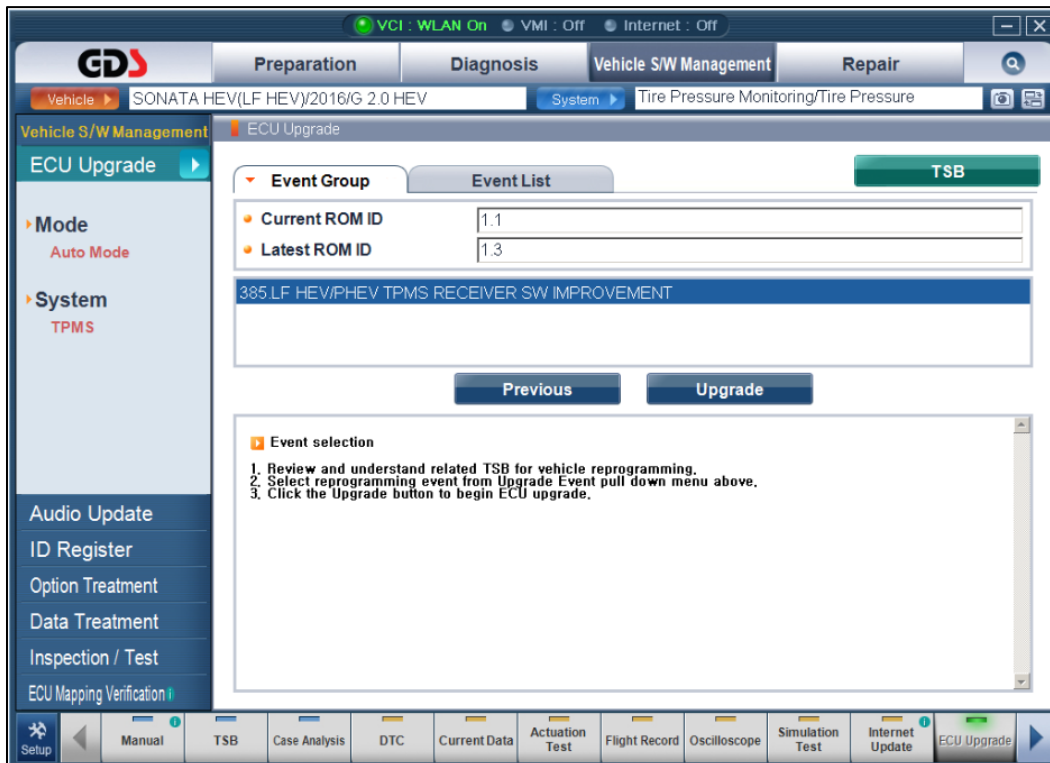 VCI : WLAN On VMI : Off Internet : Off
GDS Preparation Diagnosis Vehicle S/W Management Repair
Vehicle SONATA HEV(LF HEV)/2016/G 2.0 HEV System Tire Pressure Monitoring/Tire Pressure
Vehicle S/W Management
ECU Upgrade
Mode
Auto Mode
System
TPMS
Audio Update
ID Register
Option Treatment
Data Treatment
Inspection / Test
ECU Mapping Verification i
ECU Upgrade
Event Group Event List TSB
Current ROM ID 1.1
Latest ROM ID 1.3
385.LF HEV/PHEV TPMS RECEIVER SW IMPROVEMENT
Previous Upgrade
Event selection
1. Review and understand related TSB for vehicle reprogramming.
2. Select reprogramming event from Upgrade Event pull down menu above.
3. Click the Upgrade button to begin ECU upgrade.
Setup Manual i TSB Case Analysis DTC Current Data Actuation Test Flight Record Oscilloscope Simulation Test Internet Update i ECU Upgrade